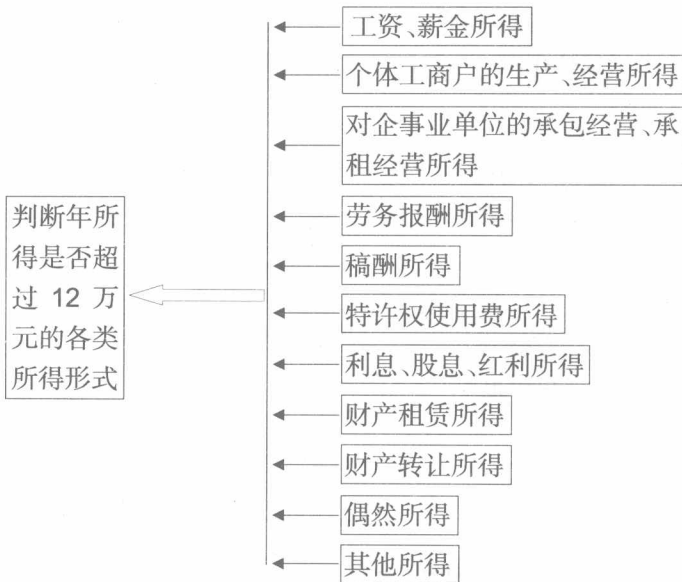 工资、薪金所得
个体工商户的生产、经营所得
对企事业单位的承包经营、承
租经营所得
判断年所
得是否超
过 12 万
元的各类
所得形式
劳务报酬所得
稿酬所得
特许权使用费所得
利息、股息、红利所得
财产租赁所得
财产转让所得
偶然所得
其他所得